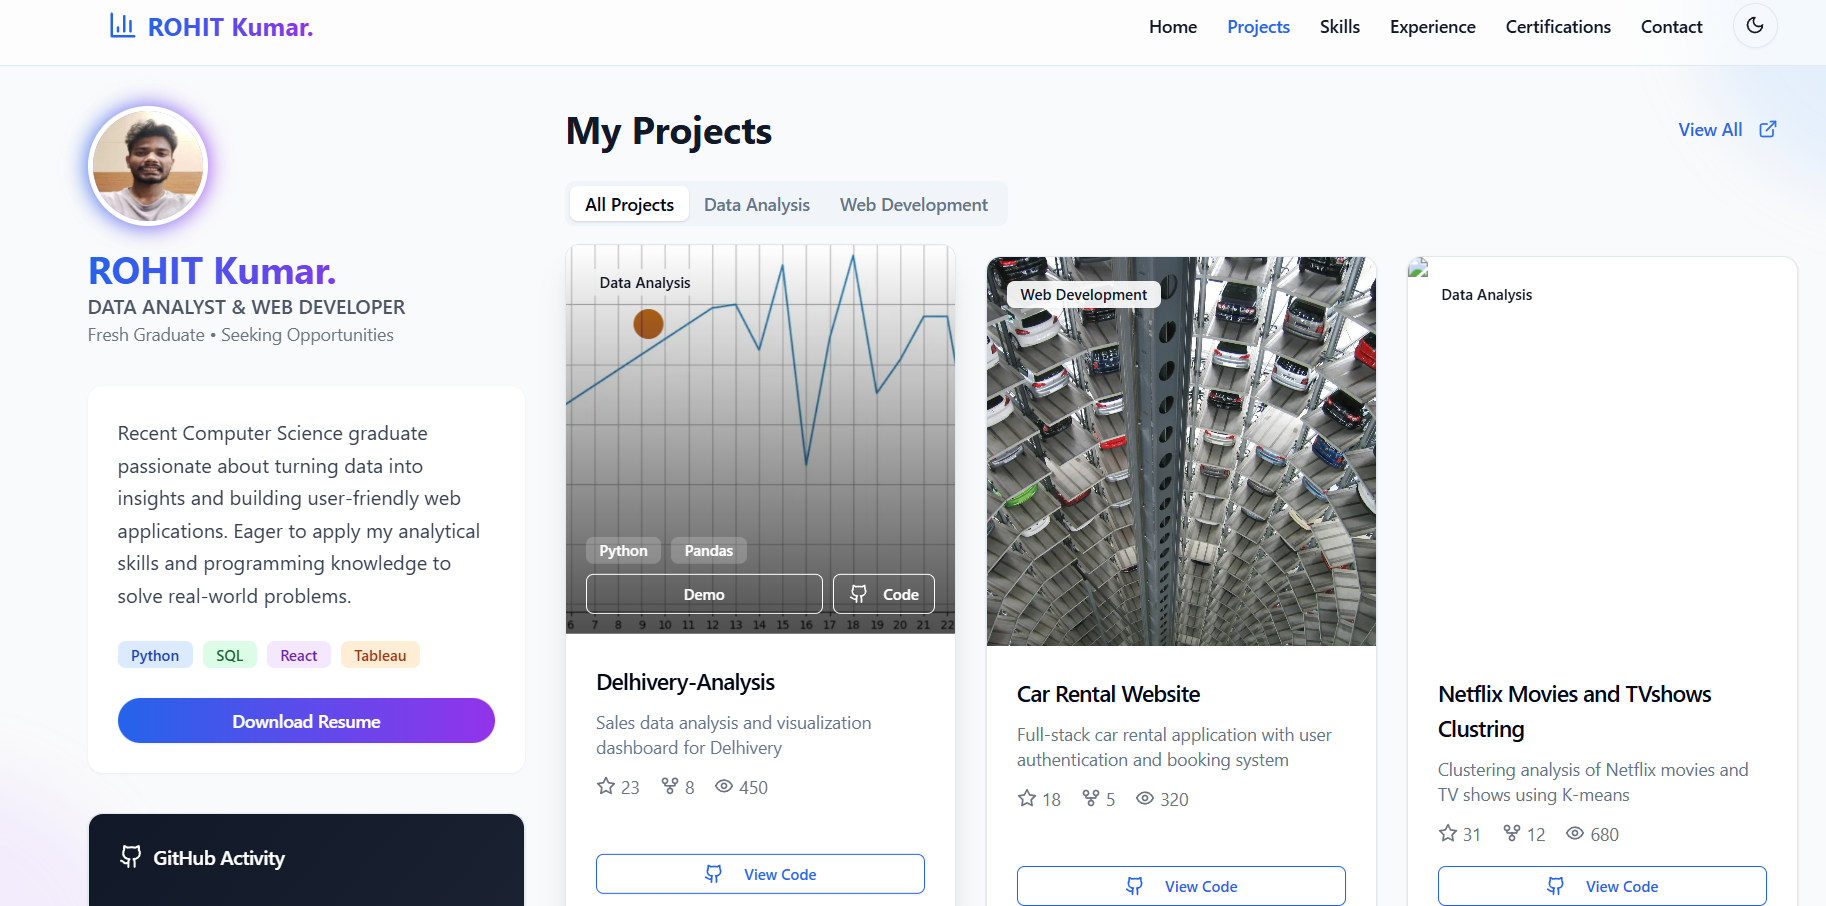 ROHIT Kumar.
Home Projects Skills Experience Certifications Contact
ROHIT Kumar.
DATA ANALYST & WEB DEVELOPER
Fresh Graduate • Seeking Opportunities
Recent Computer Science graduate
passionate about turning data into
insights and building user-friendly web
applications. Eager to apply my analytical
skills and programming knowledge to
solve real-world problems.
Python SQL React Tableau
Download Resume
GitHub Activity
My Projects
View All
All Projects Data Analysis Web Development
Data Analysis
Python Pandas
Demo Code
6 7 8 9 10 11 12 13 14 15 16 17 18 19 20 21 22
Delhivery-Analysis
Sales data analysis and visualization
dashboard for Delhivery
23 8 450
View Code
Web Development
Car Rental Website
Full-stack car rental application with user
authentication and booking system
18 5 320
View Code
Data Analysis
Netflix Movies and TVshows
Clustring
Clustering analysis of Netflix movies and
TV shows using K-means
31 12 680
View Code